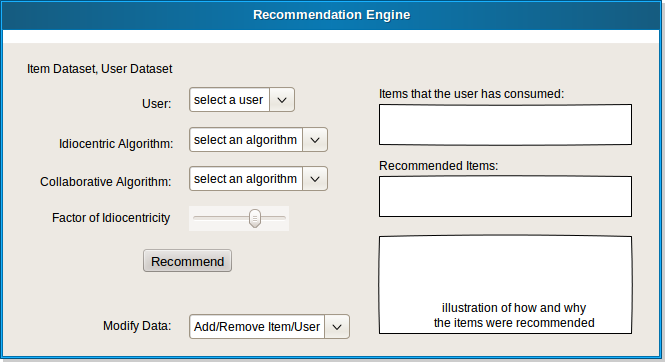 Recommendation Engine
Item Dataset, User Dataset
User:
select a user
Idiocentric Algorithm:
select an algorithm
Collaborative Algorithm:
select an algorithm
Factor of Idiocentricity
Recommend
Modify Data:
Add/Remove Item/User
Items that the user has consumed:
Recommended Items:
illustration of how and why
the items were recommended